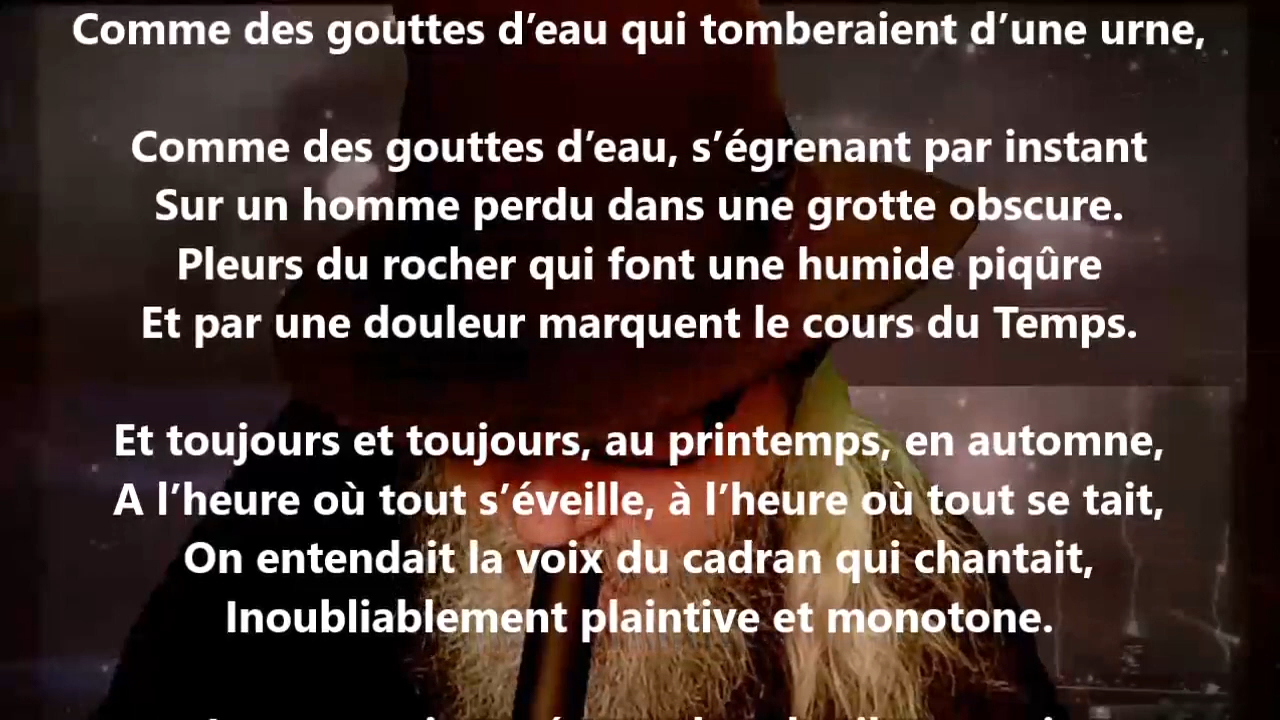 Comme des gouttes d’eau qui tomberaient d’une urne,
Comme des gouttes d’eau, s’égrenant par instant
Sur un homme perdu dans une grotte obscure.
Pleurs du rocher qui font une humide piqûre
Et par une douleur marquent le cours du Temps.
Et toujours et toujours, au printemps, en automne,
A l’heure où tout s’éveille, à l’heure où tout se tait,
On entendait la voix du cadran qui chantait,
Inoubliablement plaintive et monotone.